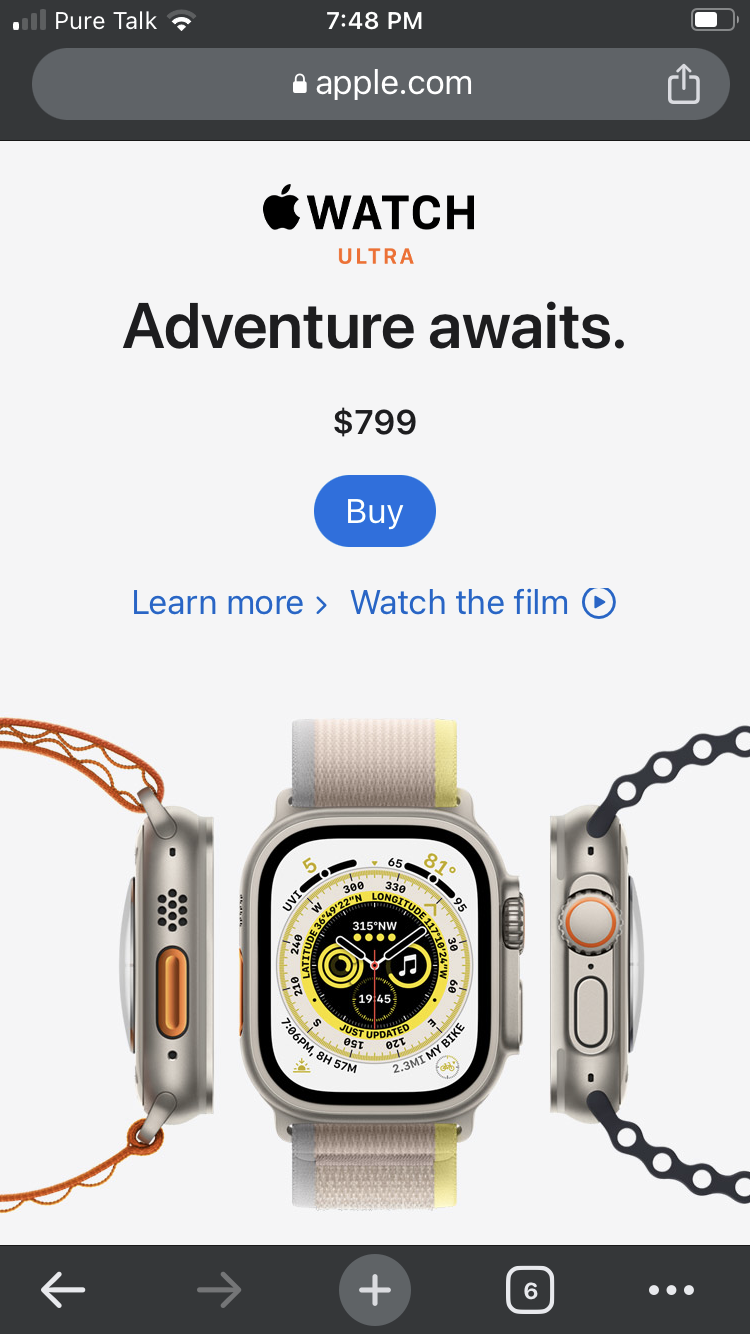 Pure Talk 7:48 PM
apple.com
WATCH
ULTRA
Adventure awaits.
$799
Buy
Learn more › Watch the film
5 65 81°
UVI 95
W 300 330
LATITUDE 36°49'22"N LONGITUDE 117°10'24"W
315°NW
240 30
210 60
19:45
JUST UPDATED
S 150 120 E
7:06PM, 8H 57M 2.3MI MY BIKE
6